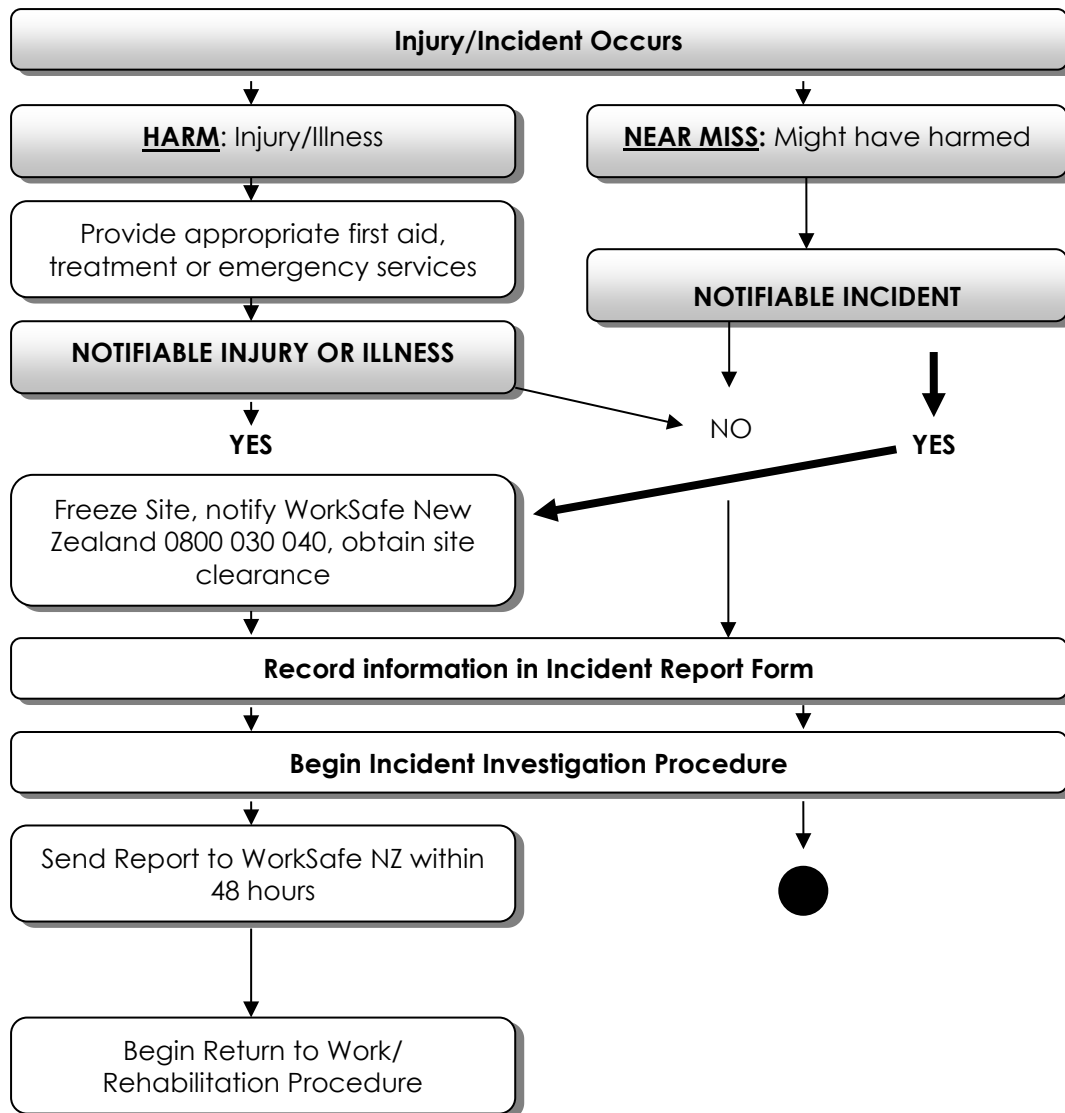 Injury/Incident Occurs
HARM: Injury/Illness
NEAR MISS: Might have harmed
Provide appropriate first aid,
treatment or emergency services
NOTIFIABLE INCIDENT
NOTIFIABLE INJURY OR ILLNESS
YES
NO
YES
Freeze Site, notify WorkSafe New
Zealand 0800 030 040, obtain site
clearance
Record information in Incident Report Form
Begin Incident Investigation Procedure
Send Report to WorkSafe NZ within
48 hours
Begin Return to Work/
Rehabilitation Procedure